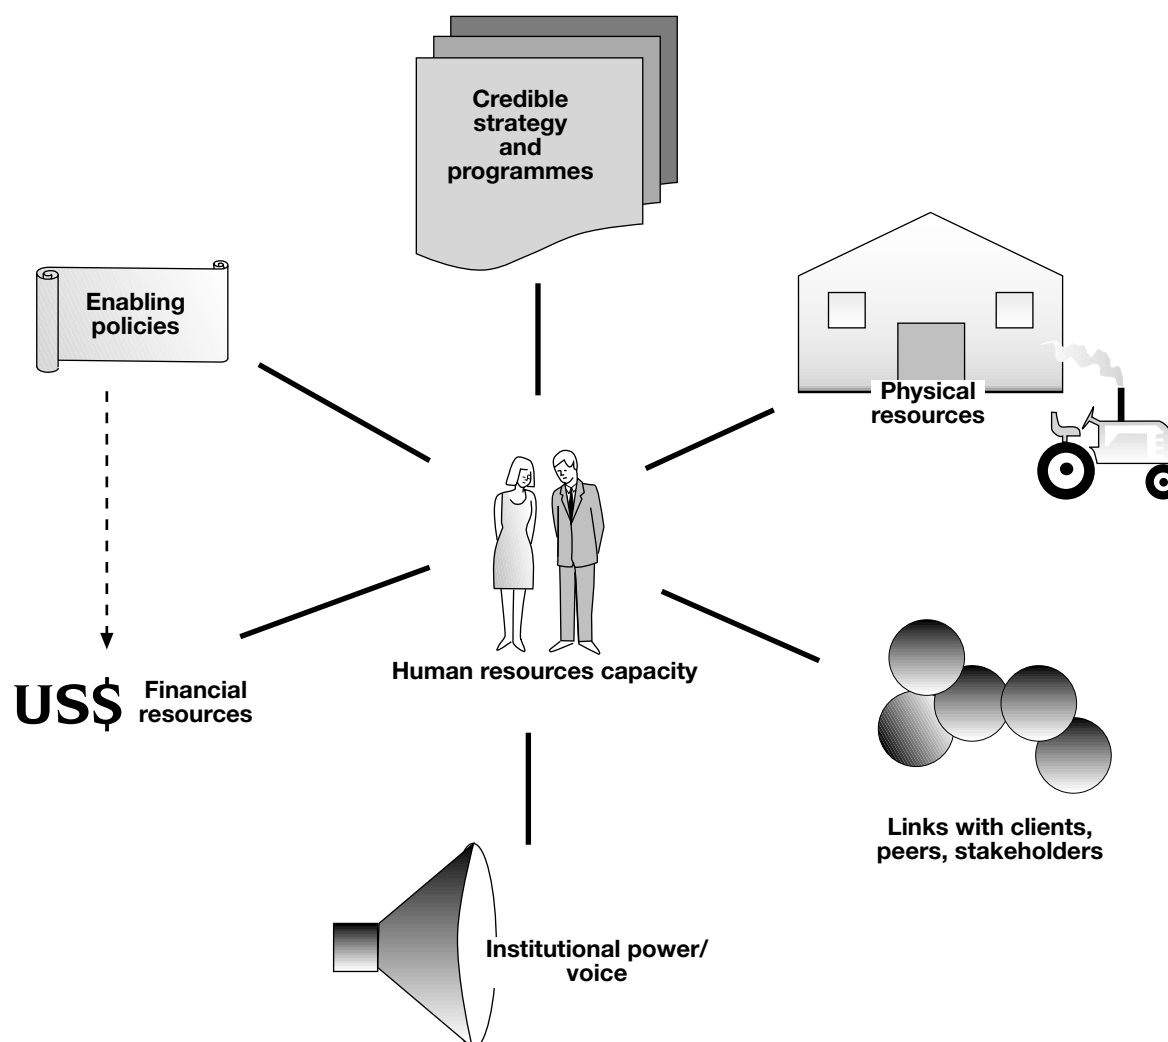 Credible
strategy
and
programmes
Enabling
policies
Physical
resources
Human resources capacity
US$
Financial
resources
Links with clients,
peers, stakeholders
Institutional power/
voice